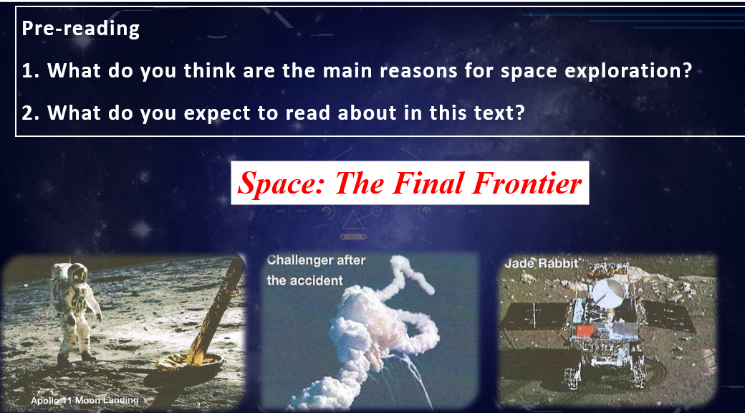 Pre-reading
1. What do you think are the main reasons for space exploration?
2. What do you expect to read about in this text?
Space: The Final Frontier
Challenger after
the accident
Jade Rabbit
Apollo 11 Moon Landing